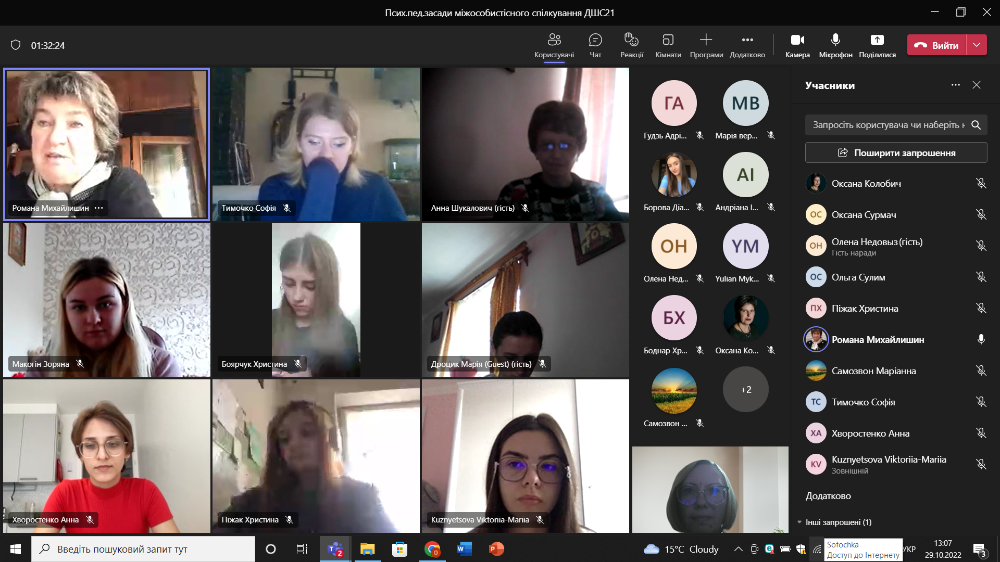 Псих.пед.засади міжособистісного спілкування ДШС21
01:32:24
Користувачі
Чат
Реакції
Кімнати
Програми
Додатково
Камера
Мікрофон
Поділитися
Вийти
Романа Михайлишин
Тимочко Софія
Анна Шукалович (гість)
Макогін Зоряна
Боярчук Христина
Дроцик Марія (Guest) (гість)
Хворостенко Анна
Піжак Христина
Kuznyetsova Viktoriia-Mariia
ГА
Гудзь Адрі...
МВ
Марія вер...
Борова Діа...
АІ
Андріана І...
ОН
Олена Нед...
YM
Yulian Myk...
БХ
Боднар Хр...
Оксана Ко...
Самозвон ...
+2
Учасники
Запросіть користувача чи наберіть н
Поширити запрошення
Оксана Колобич
ОС
Оксана Сурмач
ОН
Олена Недовыз (гість)
Гість наради
ОС
Ольга Сулим
ПХ
Піжак Христина
Романа Михайлишин
Самозвон Маріанна
ТС
Тимочко Софія
ХА
Хворостенко Анна
KV
Kuznyetsova Viktoriia-Mariia
Зовнішній
Додатково
Інші запрошені (1)
Введіть пошуковий запит тут
2
15°C Cloudy
Sofochka
Доступ до Інтернету
УКР
13:07
29.10.2022
3